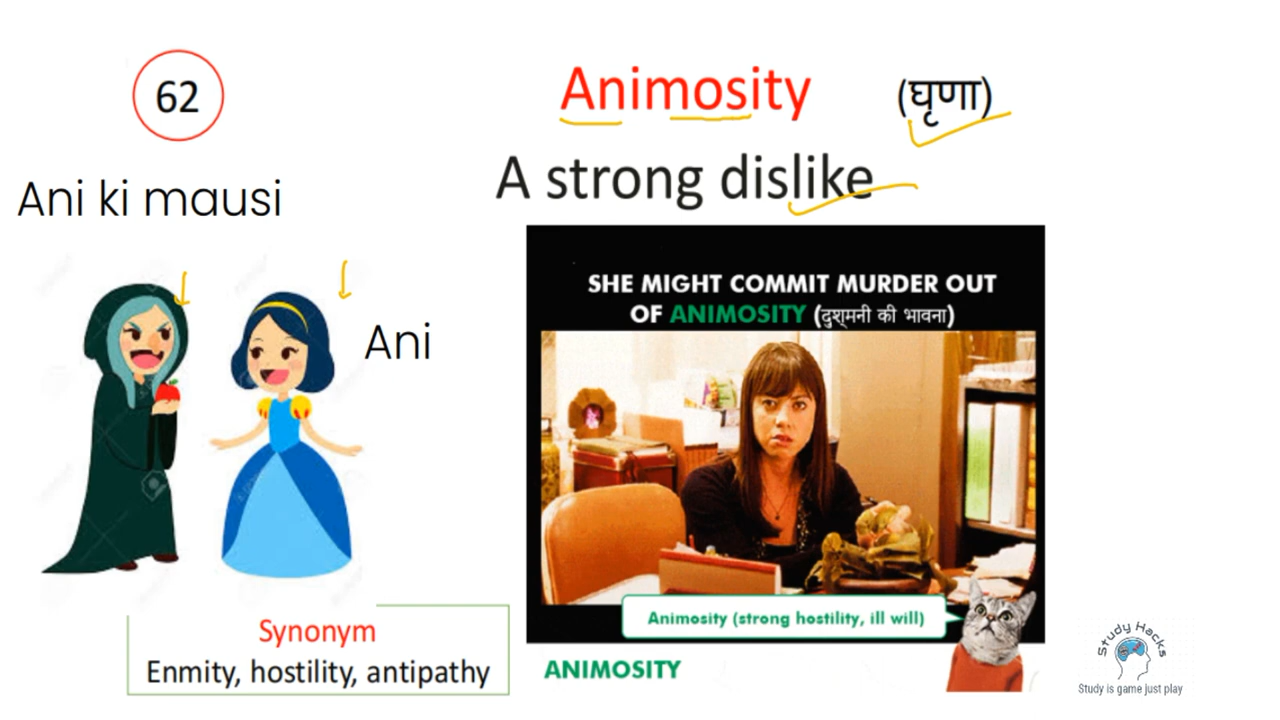 62
Animosity (घृणा)
A strong dislike
Ani ki mausi
Ani
SHE MIGHT COMMIT MURDER OUT
OF ANIMOSITY (दुश्मनी की भावना)
Animosity (strong hostility, ill will)
ANIMOSITY
Synonym
Enmity, hostility, antipathy
Study Hacks
Study is game just play